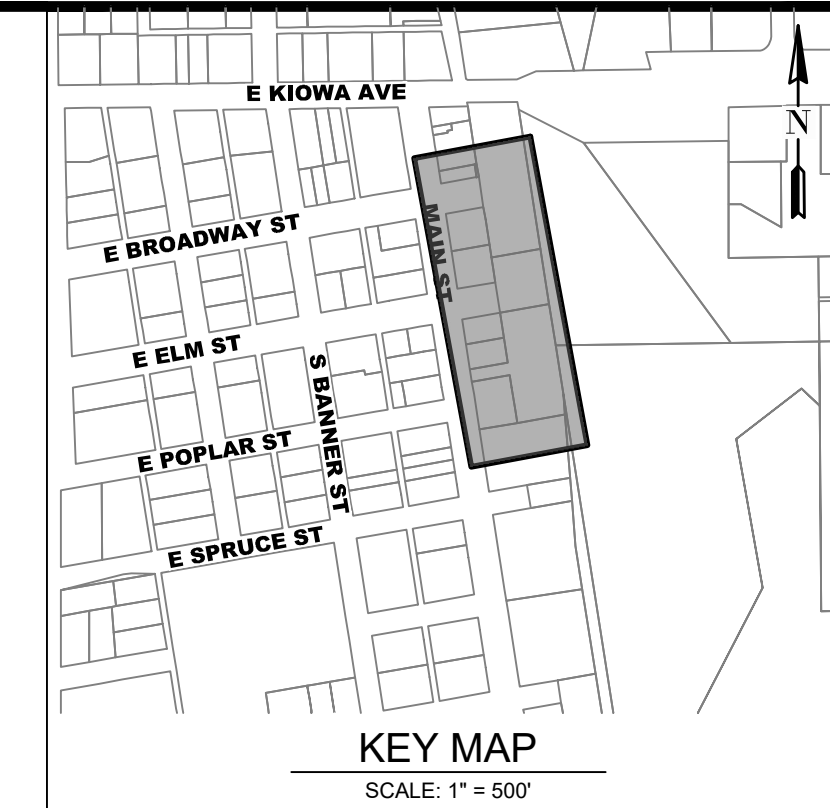 E KIOWA AVE
N
E BROADWAY ST
MAIN ST
E ELM ST
S BANNER ST
E POPLAR ST
E SPRUCE ST
KEY MAP
SCALE: 1" = 500'